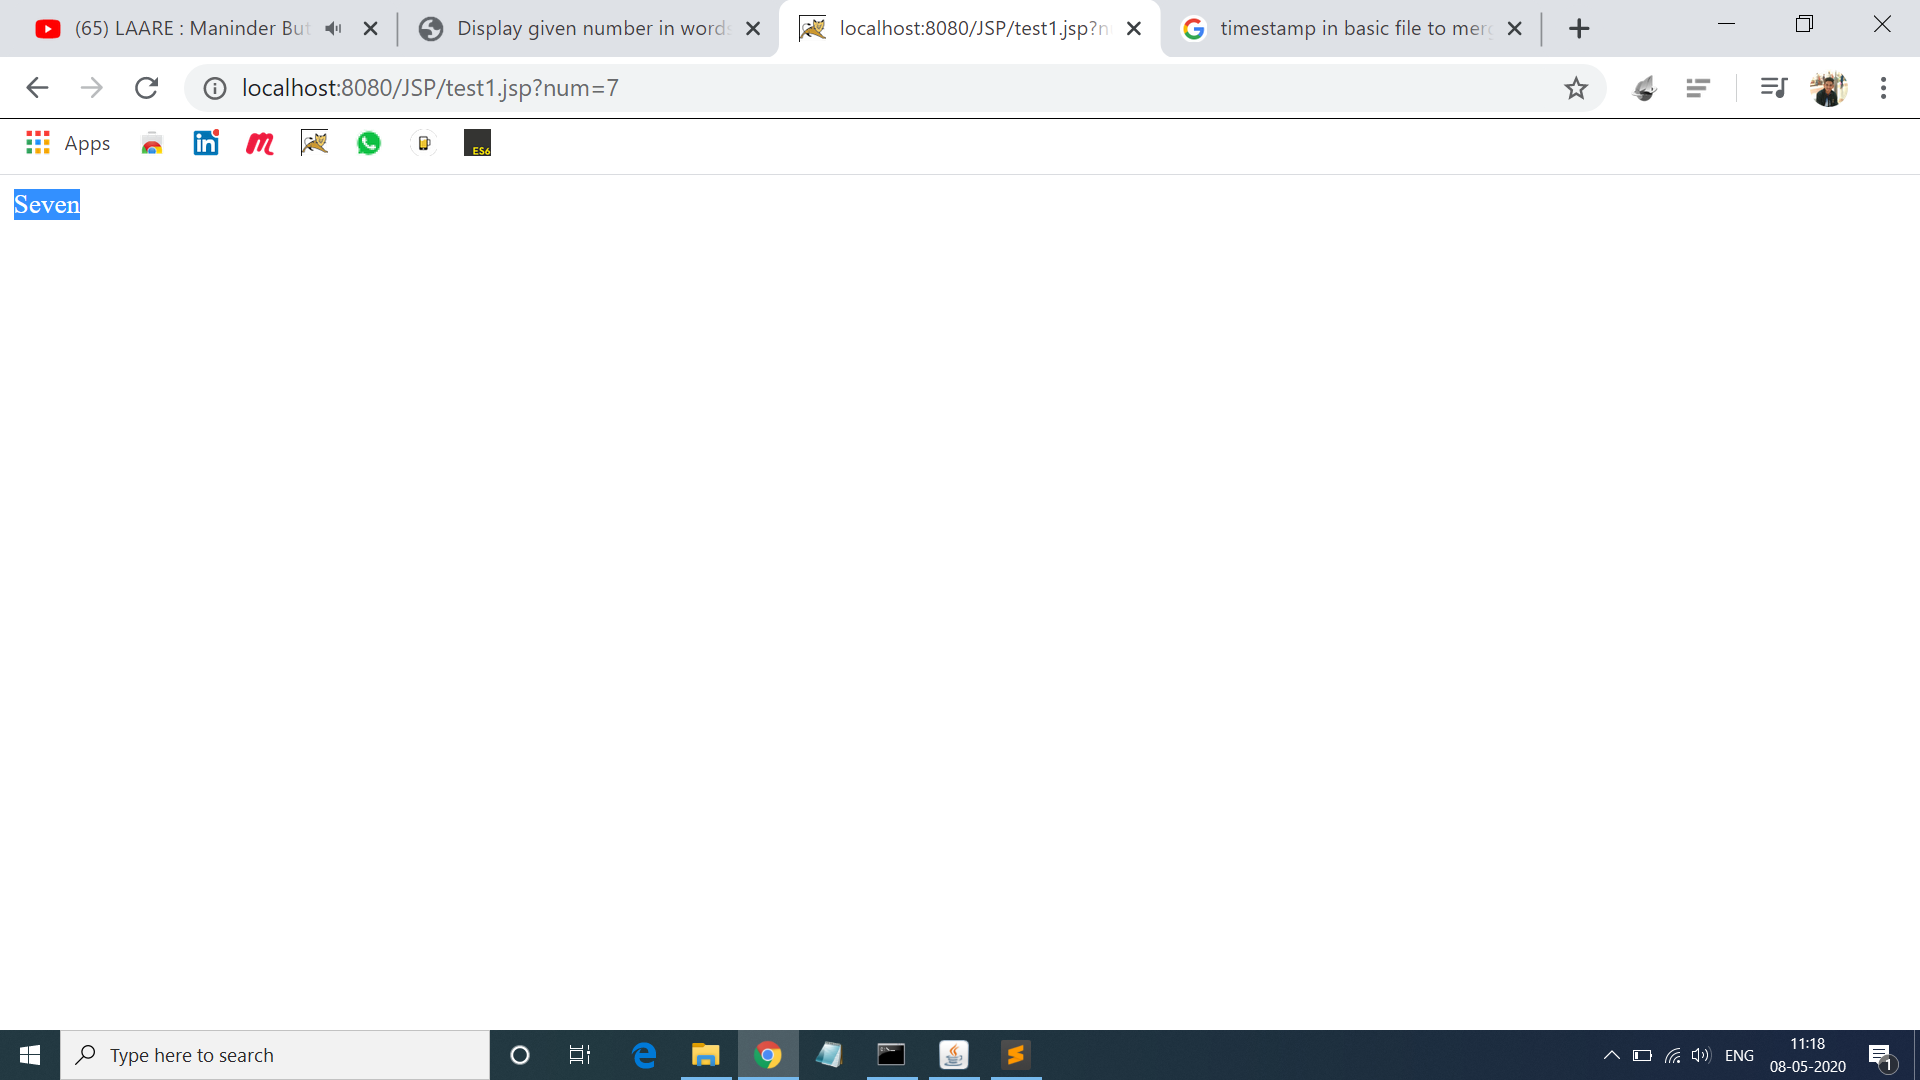 (65) LAARE : Maninder But
Display given number in words
localhost:8080/JSP/test1.jsp?n
timestamp in basic file to merg
localhost:8080/JSP/test1.jsp?num=7
Apps
ES6
Seven
Type here to search
ENG
11:18
08-05-2020
1